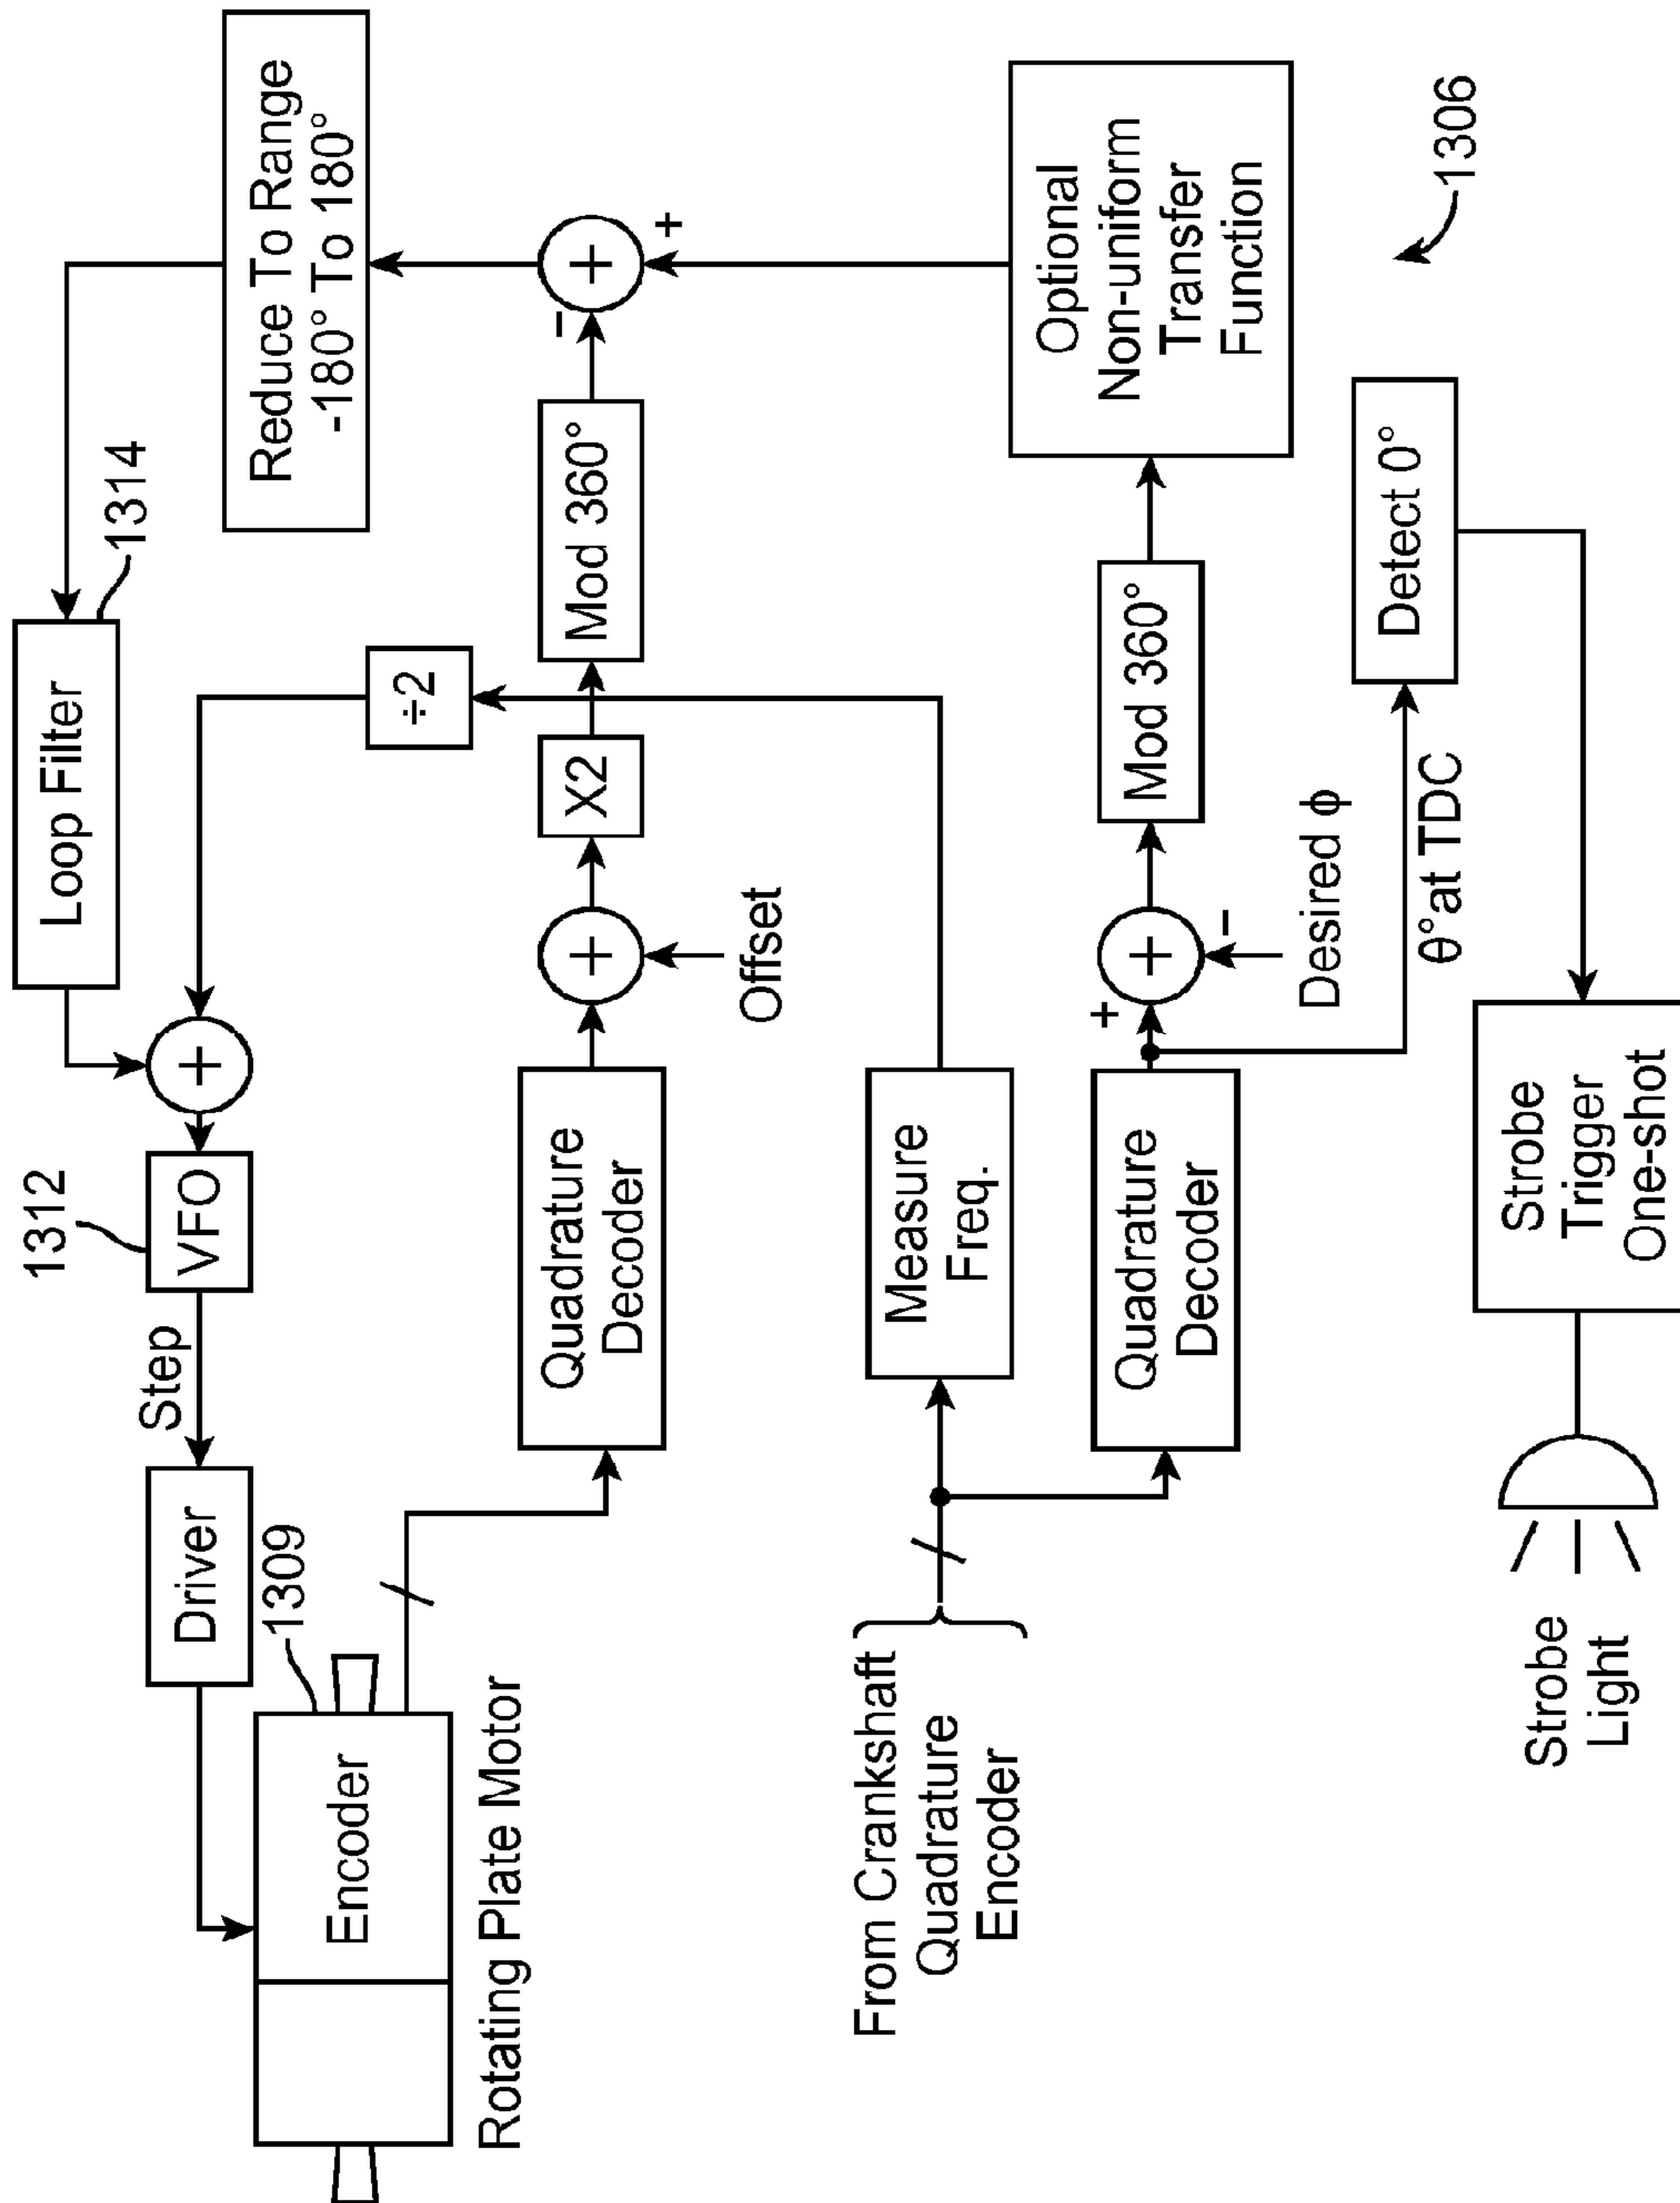 Rotating Plate Motor
Encoder
1309
Driver
Step
1312
VFO
+
Loop Filter
1314
Reduce To Range
-180° To 180°
÷2
Quadrature
Decoder
+
Offset
X2
Mod 360°
-
+
+
From Crankshaft
Quadrature
Encoder
Measure
Freq.
Quadrature
Decoder
+
+
-
Desired ϕ
Mod 360°
Optional
Non-uniform
Transfer
Function
θ° at TDC
Detect 0°
1306
Strobe
Trigger
One-shot
Strobe
Light